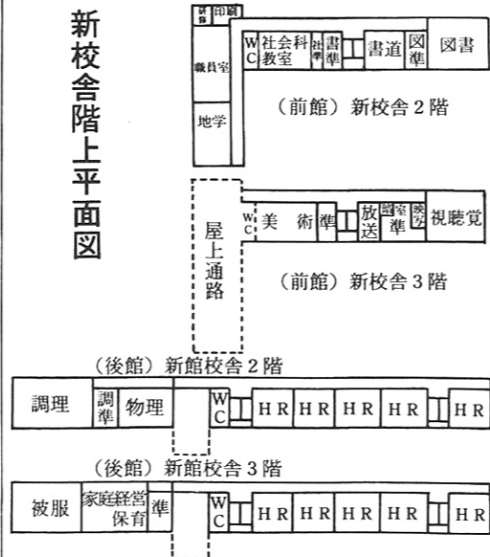 新校舎階上平面図
研修 印刷
職員室
地学
WC 社会科教室 社準 書準 書道 図準 図書
(前館)新校舎2階
屋上通路
WC 美術 準 放送 準 映写 視聴覚
(前館)新校舎3階
(後館)新館校舎2階
調理 調準 物理 WC HR HR HR HR HR
(後館)新館校舎3階
被服 家庭経営保育 準 WC HR HR HR HR HR